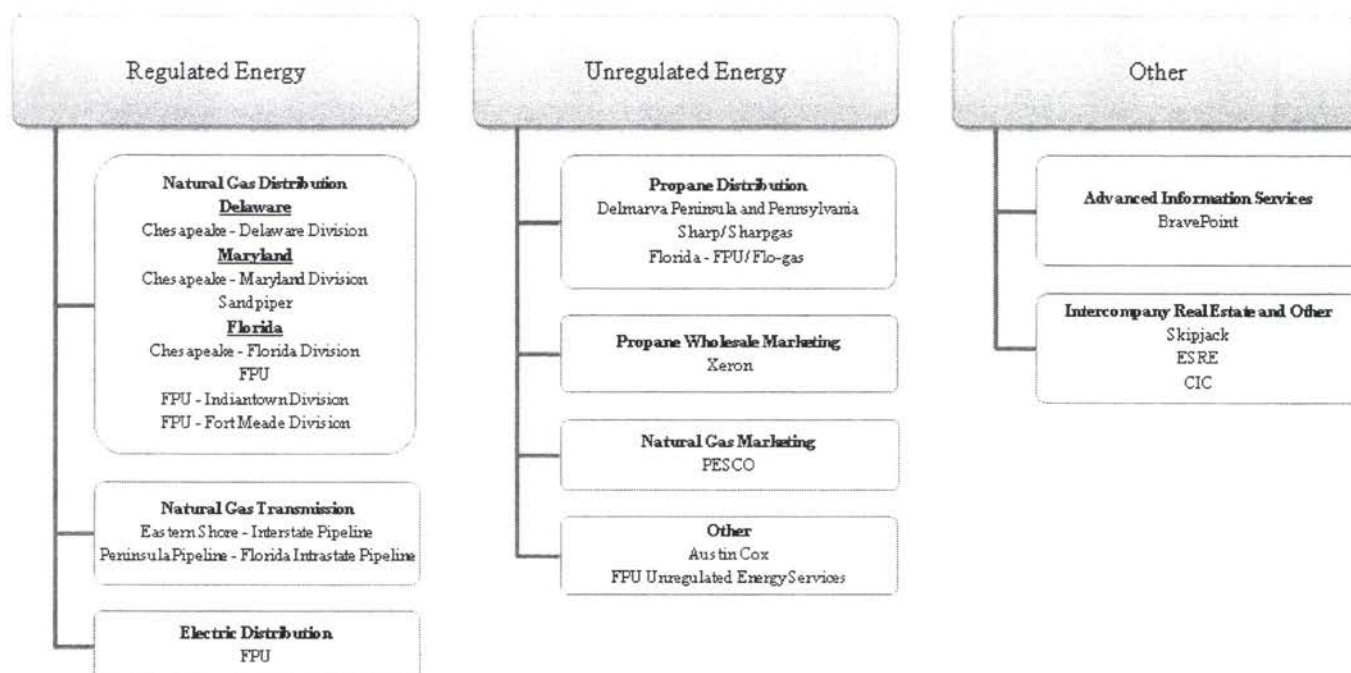 Regulated Energy
Natural Gas Distribution
Delaware
Chesapeake - Delaware Division
Maryland
Chesapeake - Maryland Division
Sandpiper
Florida
Chesapeake - Florida Division
FPU
FPU - Indiantown Division
FPU - Fort Meade Division
Natural Gas Transmission
Eastern Shore - Interstate Pipeline
Peninsula Pipeline - Florida Intrastate Pipeline
Electric Distribution
FPU
Unregulated Energy
Propane Distribution
Delmarva Peninsula and Pennsylvania
Sharp/Sharpgas
Florida - FPU/Flo-gas
Propane Wholesale Marketing
Xeron
Natural Gas Marketing
PESCO
Other
Austin Cox
FPU Unregulated Energy Services
Other
Advanced Information Services
BravePoint
Intercompany Real Estate and Other
Skipjack
ESRE
CIC